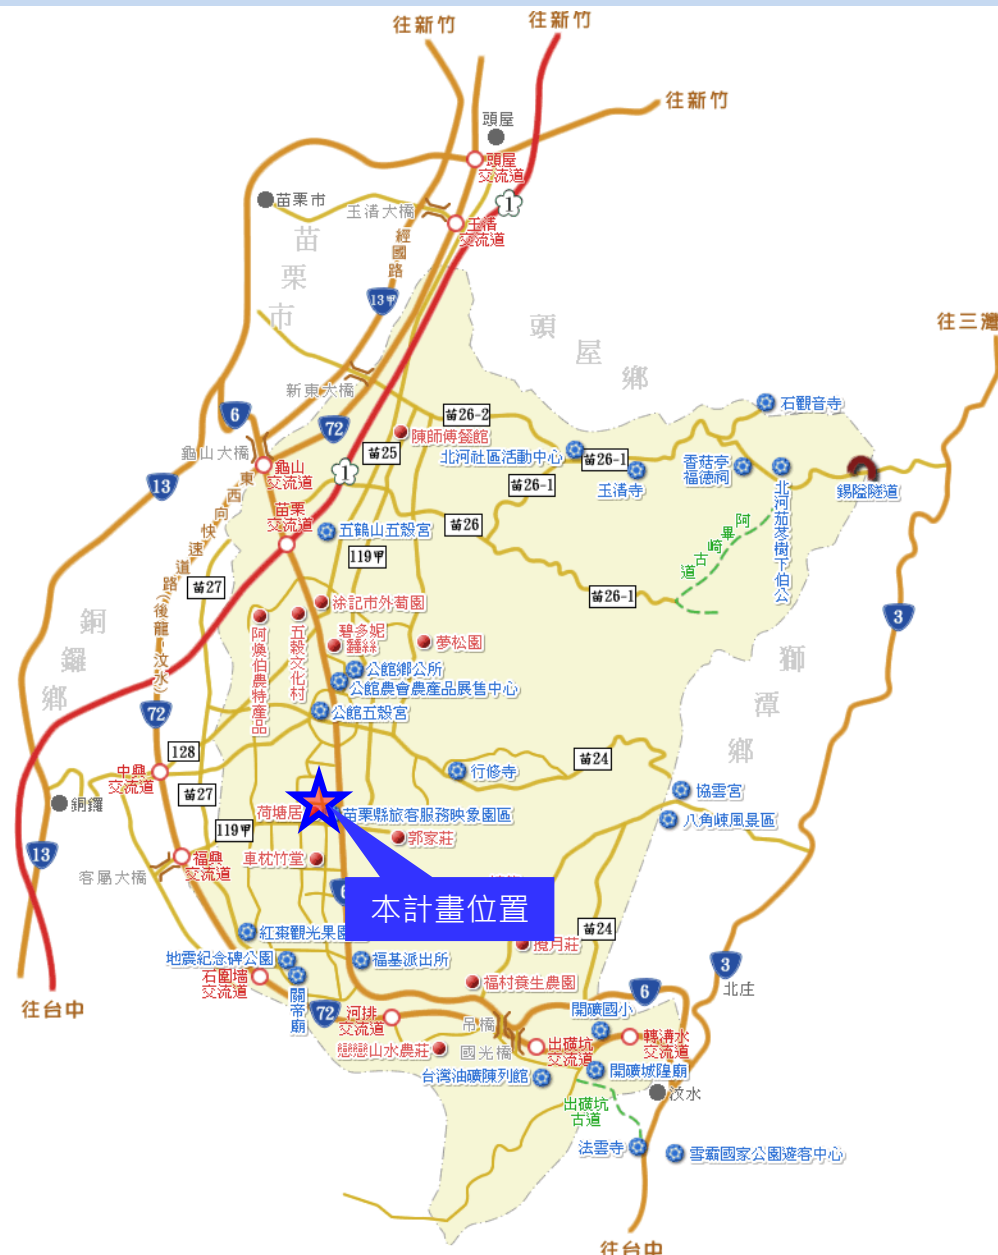 往新竹
往新竹
往新竹
頭屋
頭屋
交流道
苗栗市
玉清大橋
玉清
交流道
1
經國路
苗栗市
13甲
頭屋鄉
往三灣
新東大橋
石觀音寺
6
72
苗26-2
陳師傅餐館
龜山大橋
苗25
北河社區活動中心
苗26-1
香菇亭
福德祠
龜山
交流道
1
玉清寺
錫隘隧道
13
苗26-1
苗栗
交流道
苗26
五鶴山五穀宮
119甲
北河茄苳樹下伯公
阿畢崎古道
東西向快速道路(後龍|汶水)
苗27
苗26-1
涂記市外萄園
3
銅鑼鄉
阿煥伯農特產品
五穀文化村
碧多妮
蠶絲
夢松園
獅潭鄉
公館鄉公所
公館農會農產品展售中心
公館五穀宮
72
128
中興
交流道
行修寺
苗24
苗27
協雲宮
銅鑼
荷塘居
苗栗縣旅客服務映象園區
八角崠風景區
119甲
郭家莊
13
福興
交流道
車枕竹堂
客屬大橋
6
本計畫位置
紅棗觀光果園
苗24
攬月莊
地震紀念碑公園
福基派出所
3
石圍墻
交流道
福村養生農園
6
北庄
往台中
關帝廟
72
河排
交流道
開礦國小
吊橋
出磺坑
交流道
轉溝水
交流道
戀戀山水農莊
國光橋
台灣油礦陳列館
開礦城隍廟
汶水
出磺坑
古道
法雲寺
雪霸國家公園遊客中心
往台中